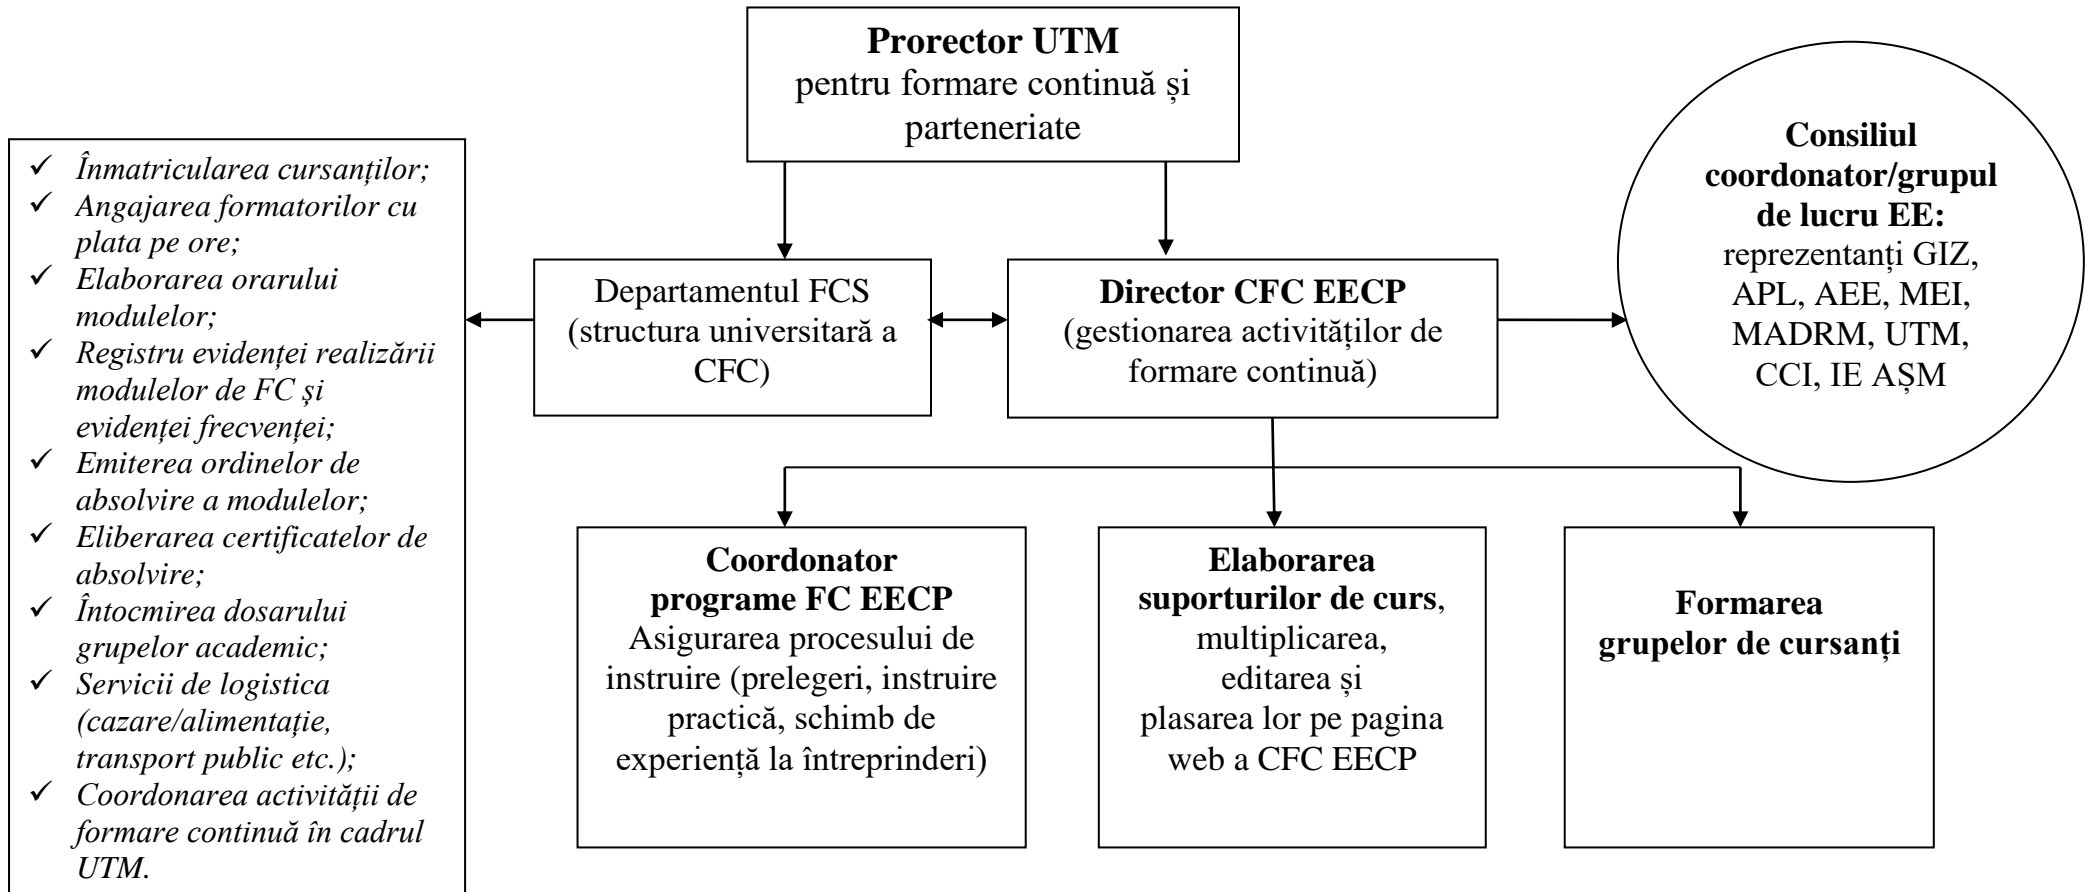 Prorector UTM
pentru formare continuă și
parteneriate
✓ Înmatricularea cursanților;
✓ Angajarea formatorilor cu
plata pe ore;
✓ Elaborarea orarului
modulelor;
✓ Registru evidenței realizării
modulelor de FC și
evidenței frecvenței;
✓ Emiterea ordinelor de
absolvire a modulelor;
✓ Eliberarea certificatelor de
absolvire;
✓ Întocmirea dosarului
grupelor academic;
✓ Servicii de logistica
(cazare/alimentație,
transport public etc.);
✓ Coordonarea activității de
formare continuă în cadrul
UTM.
Departamentul FCS
(structura universitară a
CFC)
Director CFC EECP
(gestionarea activităților de
formare continuă)
Consiliul
coordonator/grupul
de lucru EE:
reprezentanți GIZ,
APL, AEE, MEI,
MADRM, UTM,
CCI, IE AȘM
Coordonator
programe FC EECP
Asigurarea procesului de
instruire (prelegeri, instruire
practică, schimb de
experiență la întreprinderi)
Elaborarea
suporturilor de curs,
multiplicarea,
editarea și
plasarea lor pe pagina
web a CFC EECP
Formarea
grupelor de cursanți